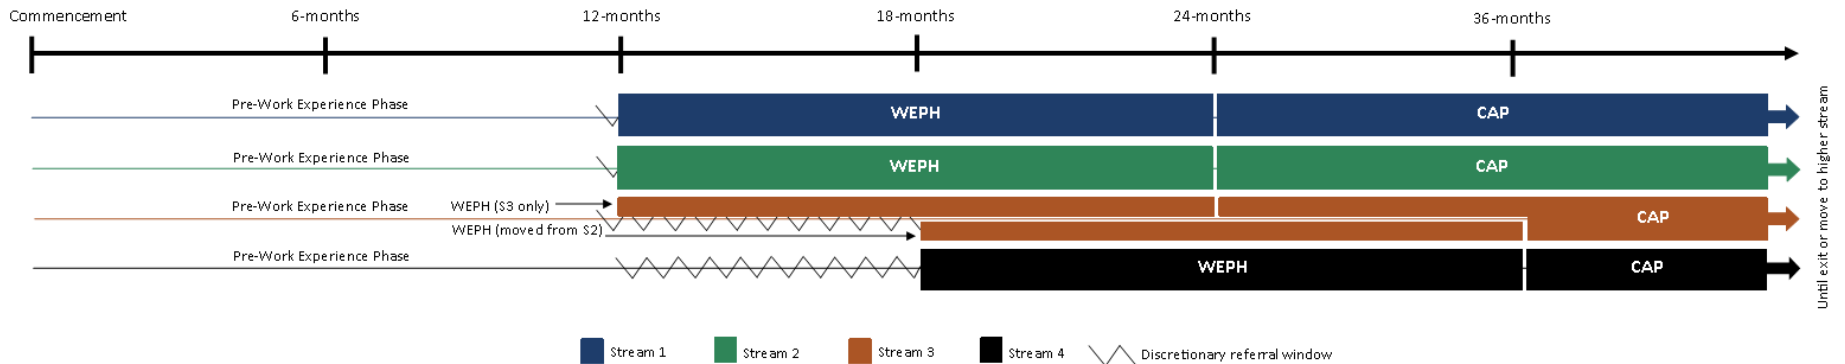 Commencement
6-months
12-months
18-months
24-months
36-months
Pre-Work Experience Phase
WEPH
CAP
Pre-Work Experience Phase
WEPH
CAP
Pre-Work Experience Phase
WEPH (S3 only)
WEPH (moved from S2)
CAP
Pre-Work Experience Phase
WEPH
CAP
Until exit or move to higher stream
Stream 1
Stream 2
Stream 3
Stream 4
Discretionary referral window